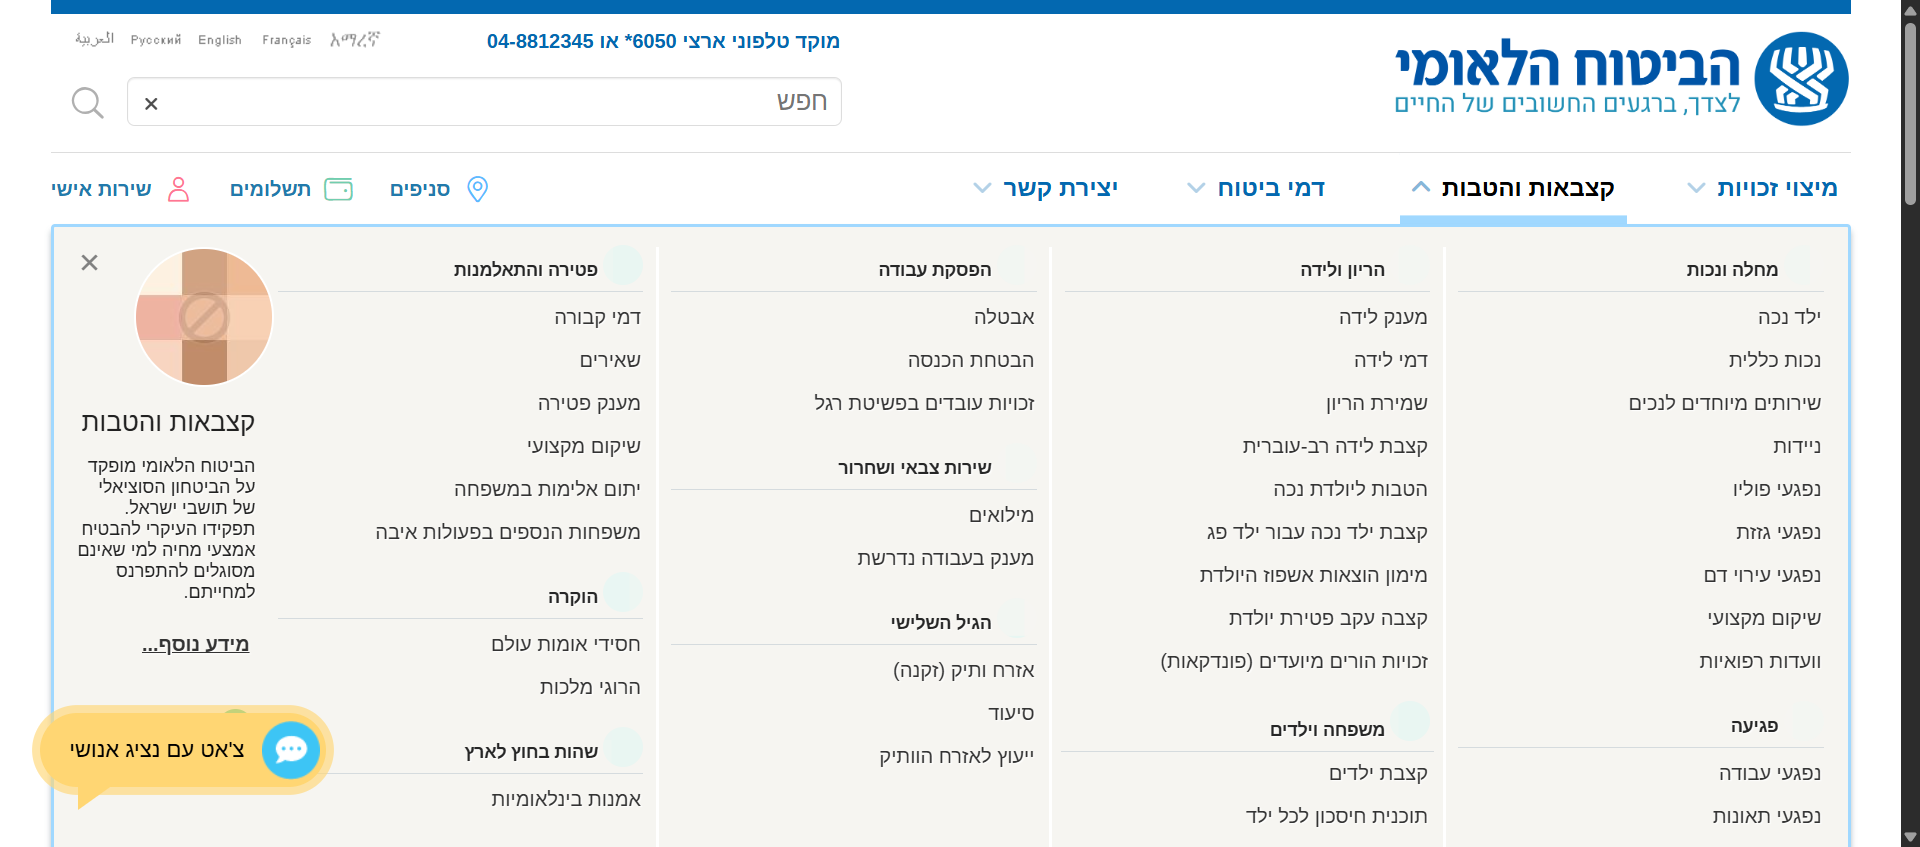 العربية
Русский
English
Français
አማረኛ
מוקד טלפוני ארצי 6050* או 04-8812345
הביטוח הלאומי
לצדך, ברגעים החשובים של החיים
חפש
מיצוי זכויות
קצבאות והטבות
דמי ביטוח
יצירת קשר
סניפים
תשלומים
שירות אישי
מחלה ונכות
ילד נכה
נכות כללית
שירותים מיוחדים לנכים
ניידות
נפגעי פוליו
נפגעי גזזת
נפגעי עירוי דם
שיקום מקצועי
וועדות רפואיות
פגיעה
נפגעי עבודה
נפגעי תאונות
הריון ולידה
מענק לידה
דמי לידה
שמירת הריון
קצבת לידה רב-עוברית
הטבות ליולדת נכה
קצבת ילד נכה עבור ילד פג
מימון הוצאות אשפוז היולדת
קצבה עקב פטירת יולדת
זכויות הורים מיועדים (פונדקאות)
משפחה וילדים
קצבת ילדים
תוכנית חיסכון לכל ילד
הפסקת עבודה
אבטלה
הבטחת הכנסה
זכויות עובדים בפשיטת רגל
שירות צבאי ושחרור
מילואים
מענק בעבודה נדרשת
הגיל השלישי
אזרח ותיק (זקנה)
סיעוד
ייעוץ לאזרח הוותיק
פטירה והתאלמנות
דמי קבורה
שאירים
מענק פטירה
שיקום מקצועי
יתום אלימות במשפחה
משפחות הנספים בפעולות איבה
הוקרה
חסידי אומות עולם
הרוגי מלכות
שהות בחוץ לארץ
אמנות בינלאומיות
קצבאות והטבות
הביטוח הלאומי מופקד
על הביטחון הסוציאלי
של תושבי ישראל.
תפקידו העיקרי להבטיח
אמצעי מחיה למי שאינם
מסוגלים להתפרנס
למחייתם.
מידע נוסף...
צ'אט עם נציג אנושי